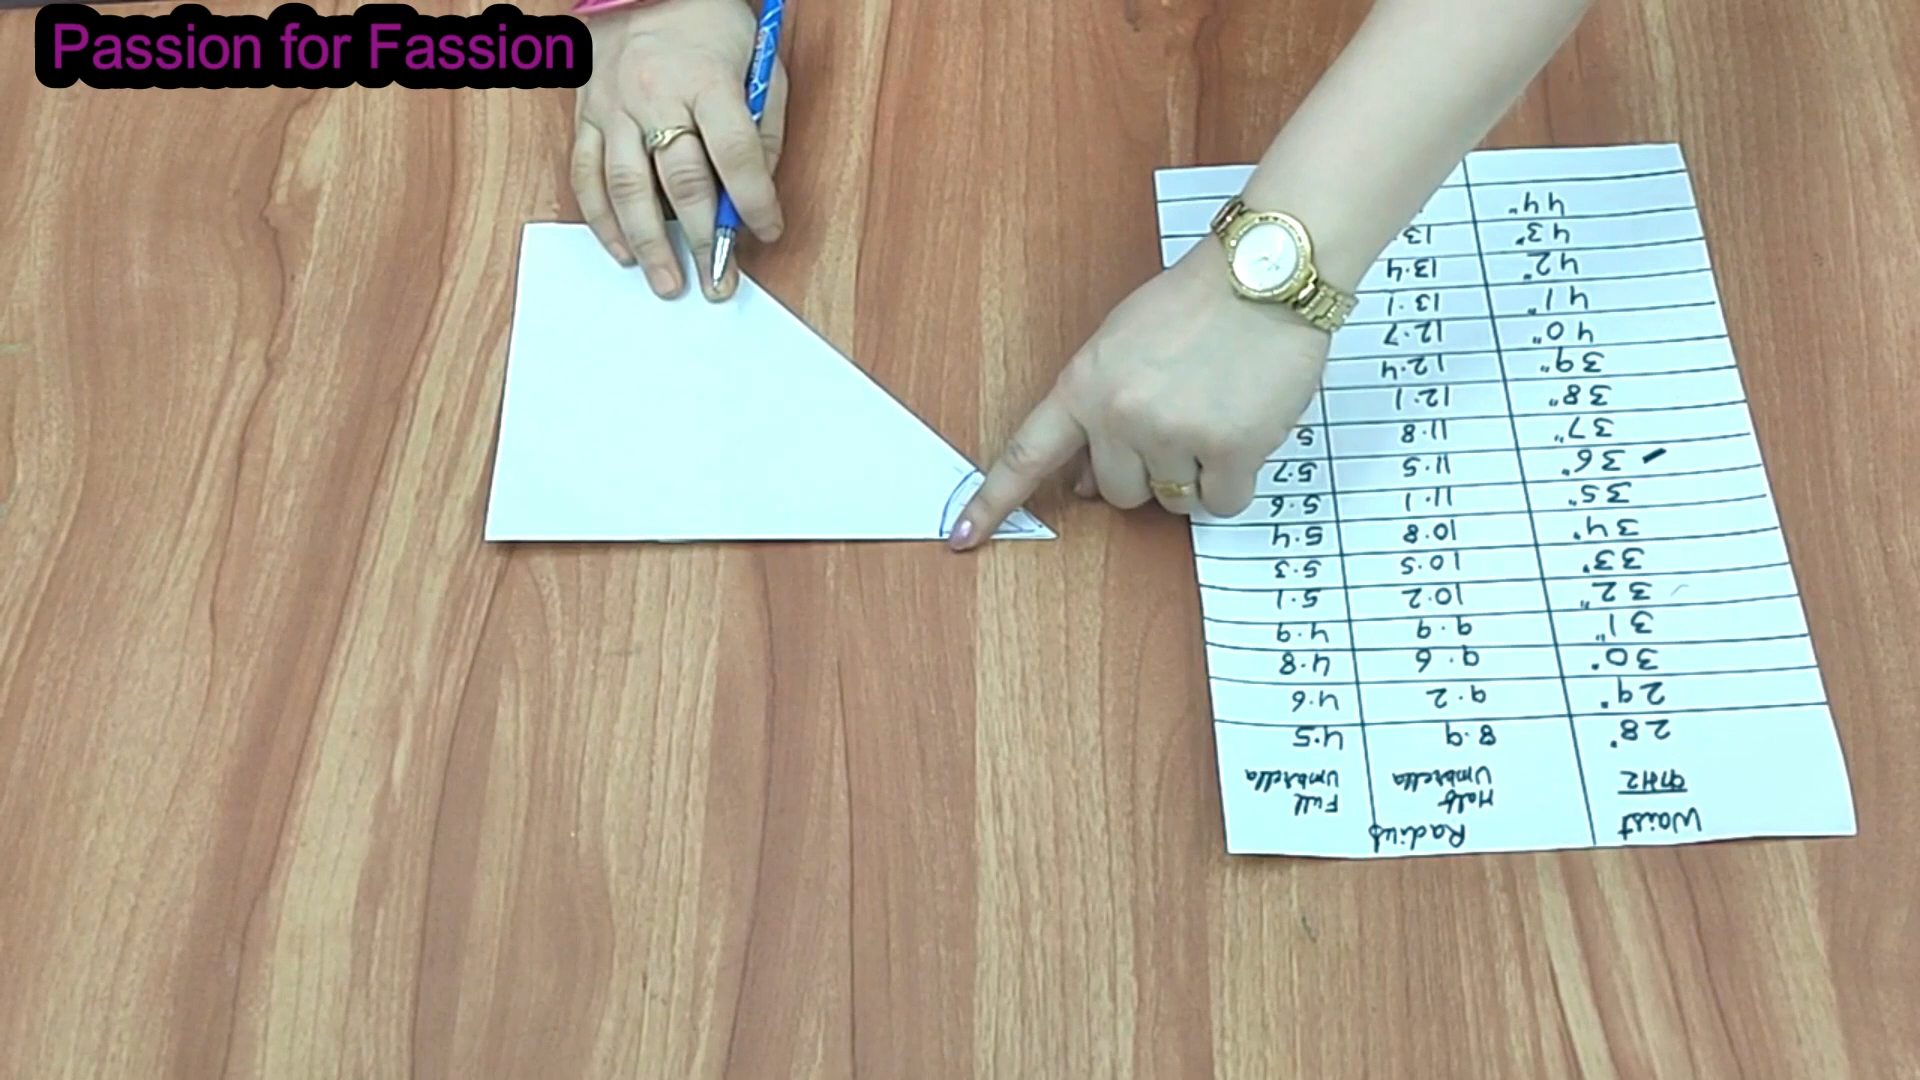 Passion for Fassion
Waist Radius
Half Umbrella Full Umbrella
28" 8.9 4.5
29" 9.2 4.6
30" 9.6 4.8
31" 9.9 4.9
32" 10.2 5.1
33" 10.5 5.3
34" 10.8 5.4
35" 11.1 5.6
36" 11.5 5.7
37" 11.8 5
38" 12.1
39" 12.4
40" 12.7
41" 13.1
42" 13.4
43" 13.
44"